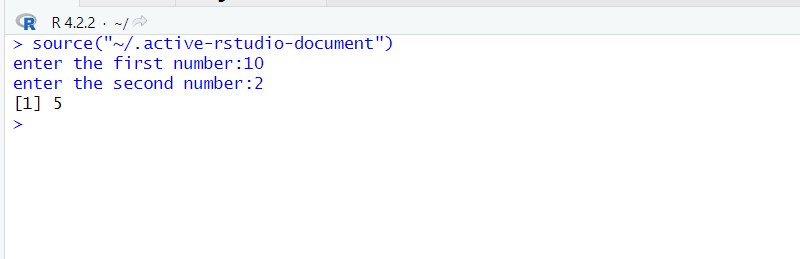 R 4.2.2 · ~/
> source("~/.active-rstudio-document")
enter the first number:10
enter the second number:2
[1] 5
>